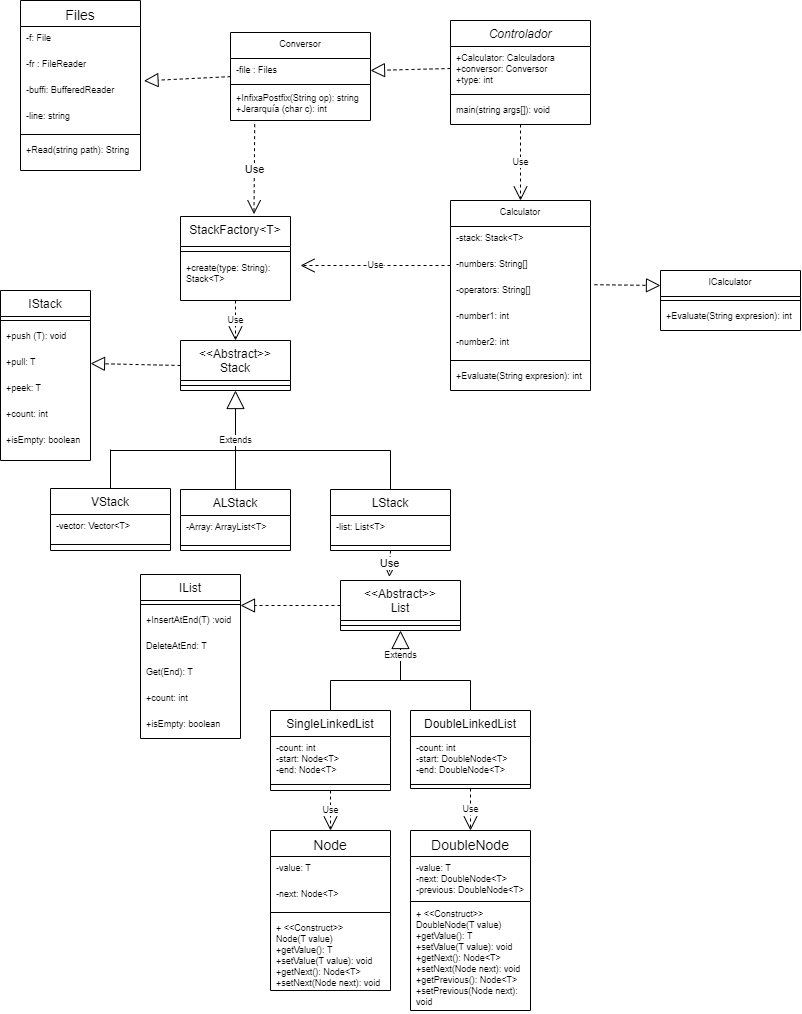 Files
-f: File
-fr : FileReader
-buffi: BufferedReader
-line: string
+Read(string path): String
Conversor
-file : Files
+InfixaPostfix(String op): string
+Jerarquía (char c): int
Controlador
+Calculator: Calculadora
+conversor: Conversor
+type: int
main(string args[]): void
Use
Use
StackFactory<T>
+create(type: String):
Stack<T>
Use
Calculator
-stack: Stack<T>
-numbers: String[]
-operators: String[]
-number1: int
-number2: int
+Evaluate(String expresion): int
ICalculator
+Evaluate(String expresion): int
IStack
+push (T): void
+pull: T
+peek: T
+count: int
+isEmpty: boolean
Use
<<Abstract>>
Stack
Extends
VStack
-vector: Vector<T>
ALStack
-Array: ArrayList<T>
LStack
-list: List<T>
Use
IList
+InsertAtEnd(T) :void
DeleteAtEnd: T
Get(End): T
+count: int
+isEmpty: boolean
<<Abstract>>
List
Extends
SingleLinkedList
-count: int
-start: Node<T>
-end: Node<T>
DoubleLinkedList
-count: int
-start: DoubleNode<T>
-end: DoubleNode<T>
Use
Use
Node
-value: T
-next: Node<T>
+ <<Construct>>
Node(T value)
+getValue(): T
+setValue(T value): void
+getNext(): Node<T>
+setNext(Node next): void
DoubleNode
-value: T
-next: DoubleNode<T>
-previous: DoubleNode<T>
+ <<Construct>>
DoubleNode(T value)
+getValue(): T
+setValue(T value): void
+getNext(): Node<T>
+setNext(Node next): void
+getPrevious(): Node<T>
+setPrevious(Node next):
void